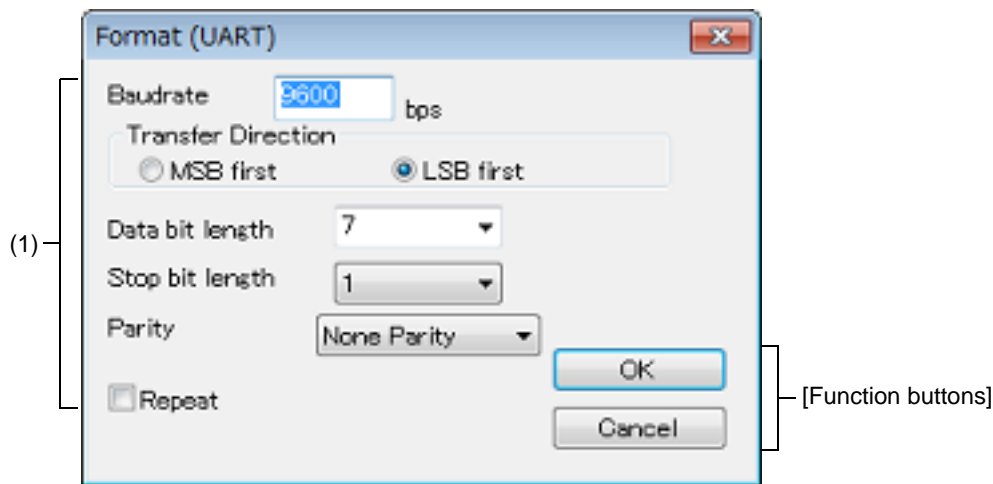 Format (UART)
Baudrate 9600 bps
Transfer Direction
MSB first LSB first
(1)
Data bit length 7
Stop bit length 1
Parity None Parity
OK
[Function buttons]
Repeat
Cancel